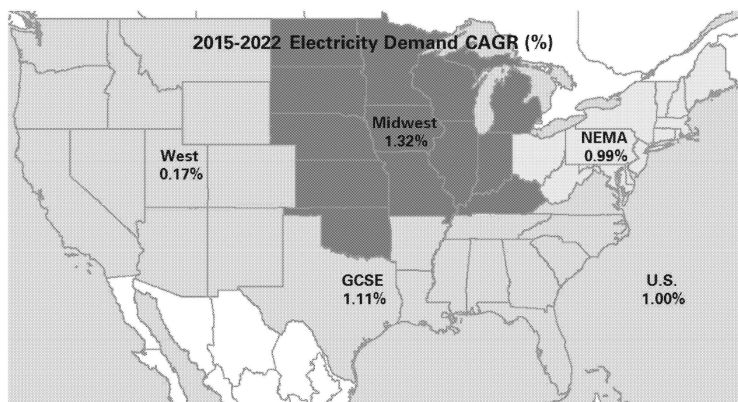 2015-2022 Electricity Demand CAGR (%)
Midwest
1.32%
NEMA
0.99%
West
0.17%
GCSE
1.11%
U.S.
1.00%